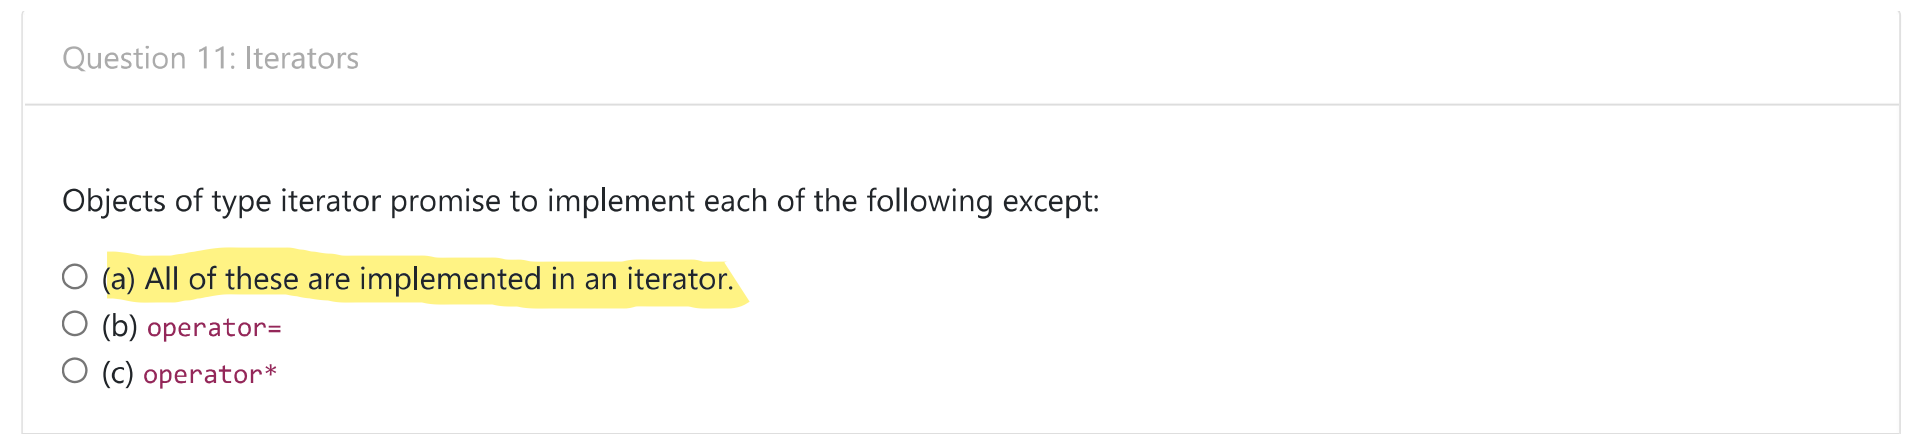 Question 11: Iterators
Objects of type iterator promise to implement each of the following except:
(a) All of these are implemented in an iterator.
(b) operator=
(c) operator*